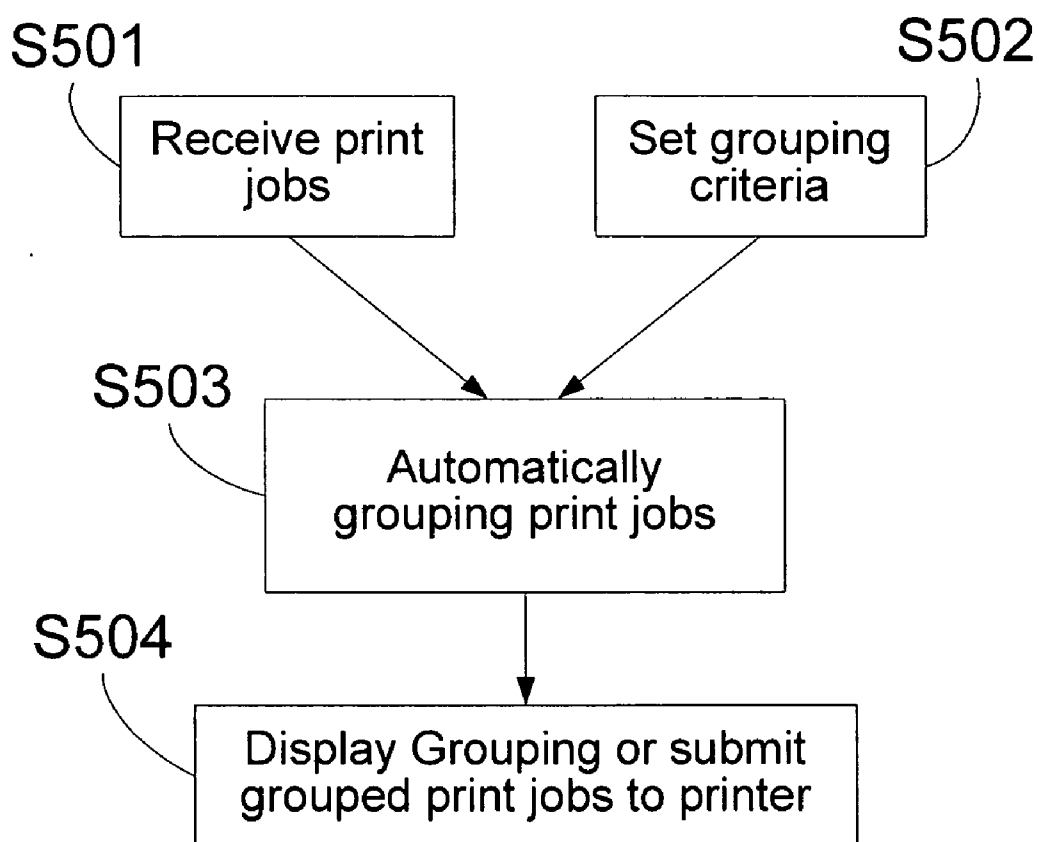 S501
S502
Receive print
jobs
Set grouping
criteria
S503
Automatically
grouping print jobs
S504
Display Grouping or submit
grouped print jobs to printer